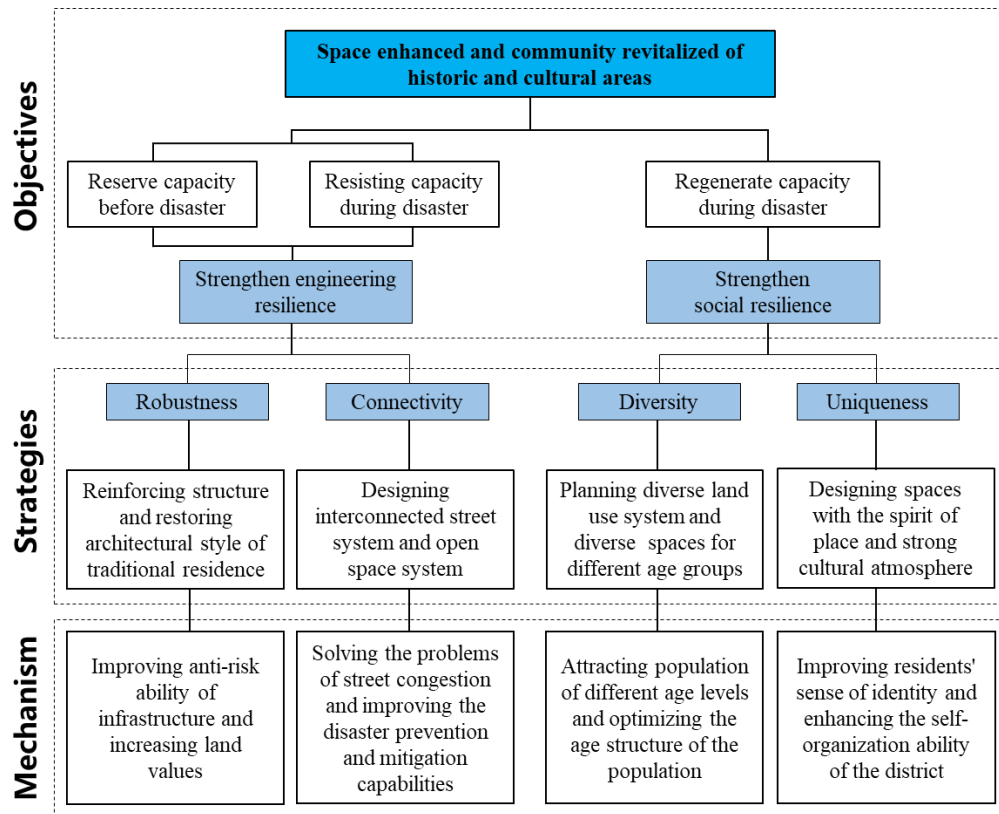 Objectives
Space enhanced and community revitalized of
historic and cultural areas
Reserve capacity
before disaster
Resisting capacity
during disaster
Regenerate capacity
during disaster
Strengthen engineering
resilience
Strengthen
social resilience
Strategies
Robustness
Connectivity
Diversity
Uniqueness
Reinforcing structure
and restoring
architectural style of
traditional residence
Designing
interconnected street
system and open
space system
Planning diverse land
use system and
diverse spaces for
different age groups
Designing spaces
with the spirit of
place and strong
cultural atmosphere
Mechanism
Improving anti-risk
ability of
infrastructure and
increasing land
values
Solving the problems
of street congestion
and improving the
disaster prevention
and mitigation
capabilities
Attracting population
of different age levels
and optimizing the
age structure of the
population
Improving residents'
sense of identity and
enhancing the self-
organization ability
of the district